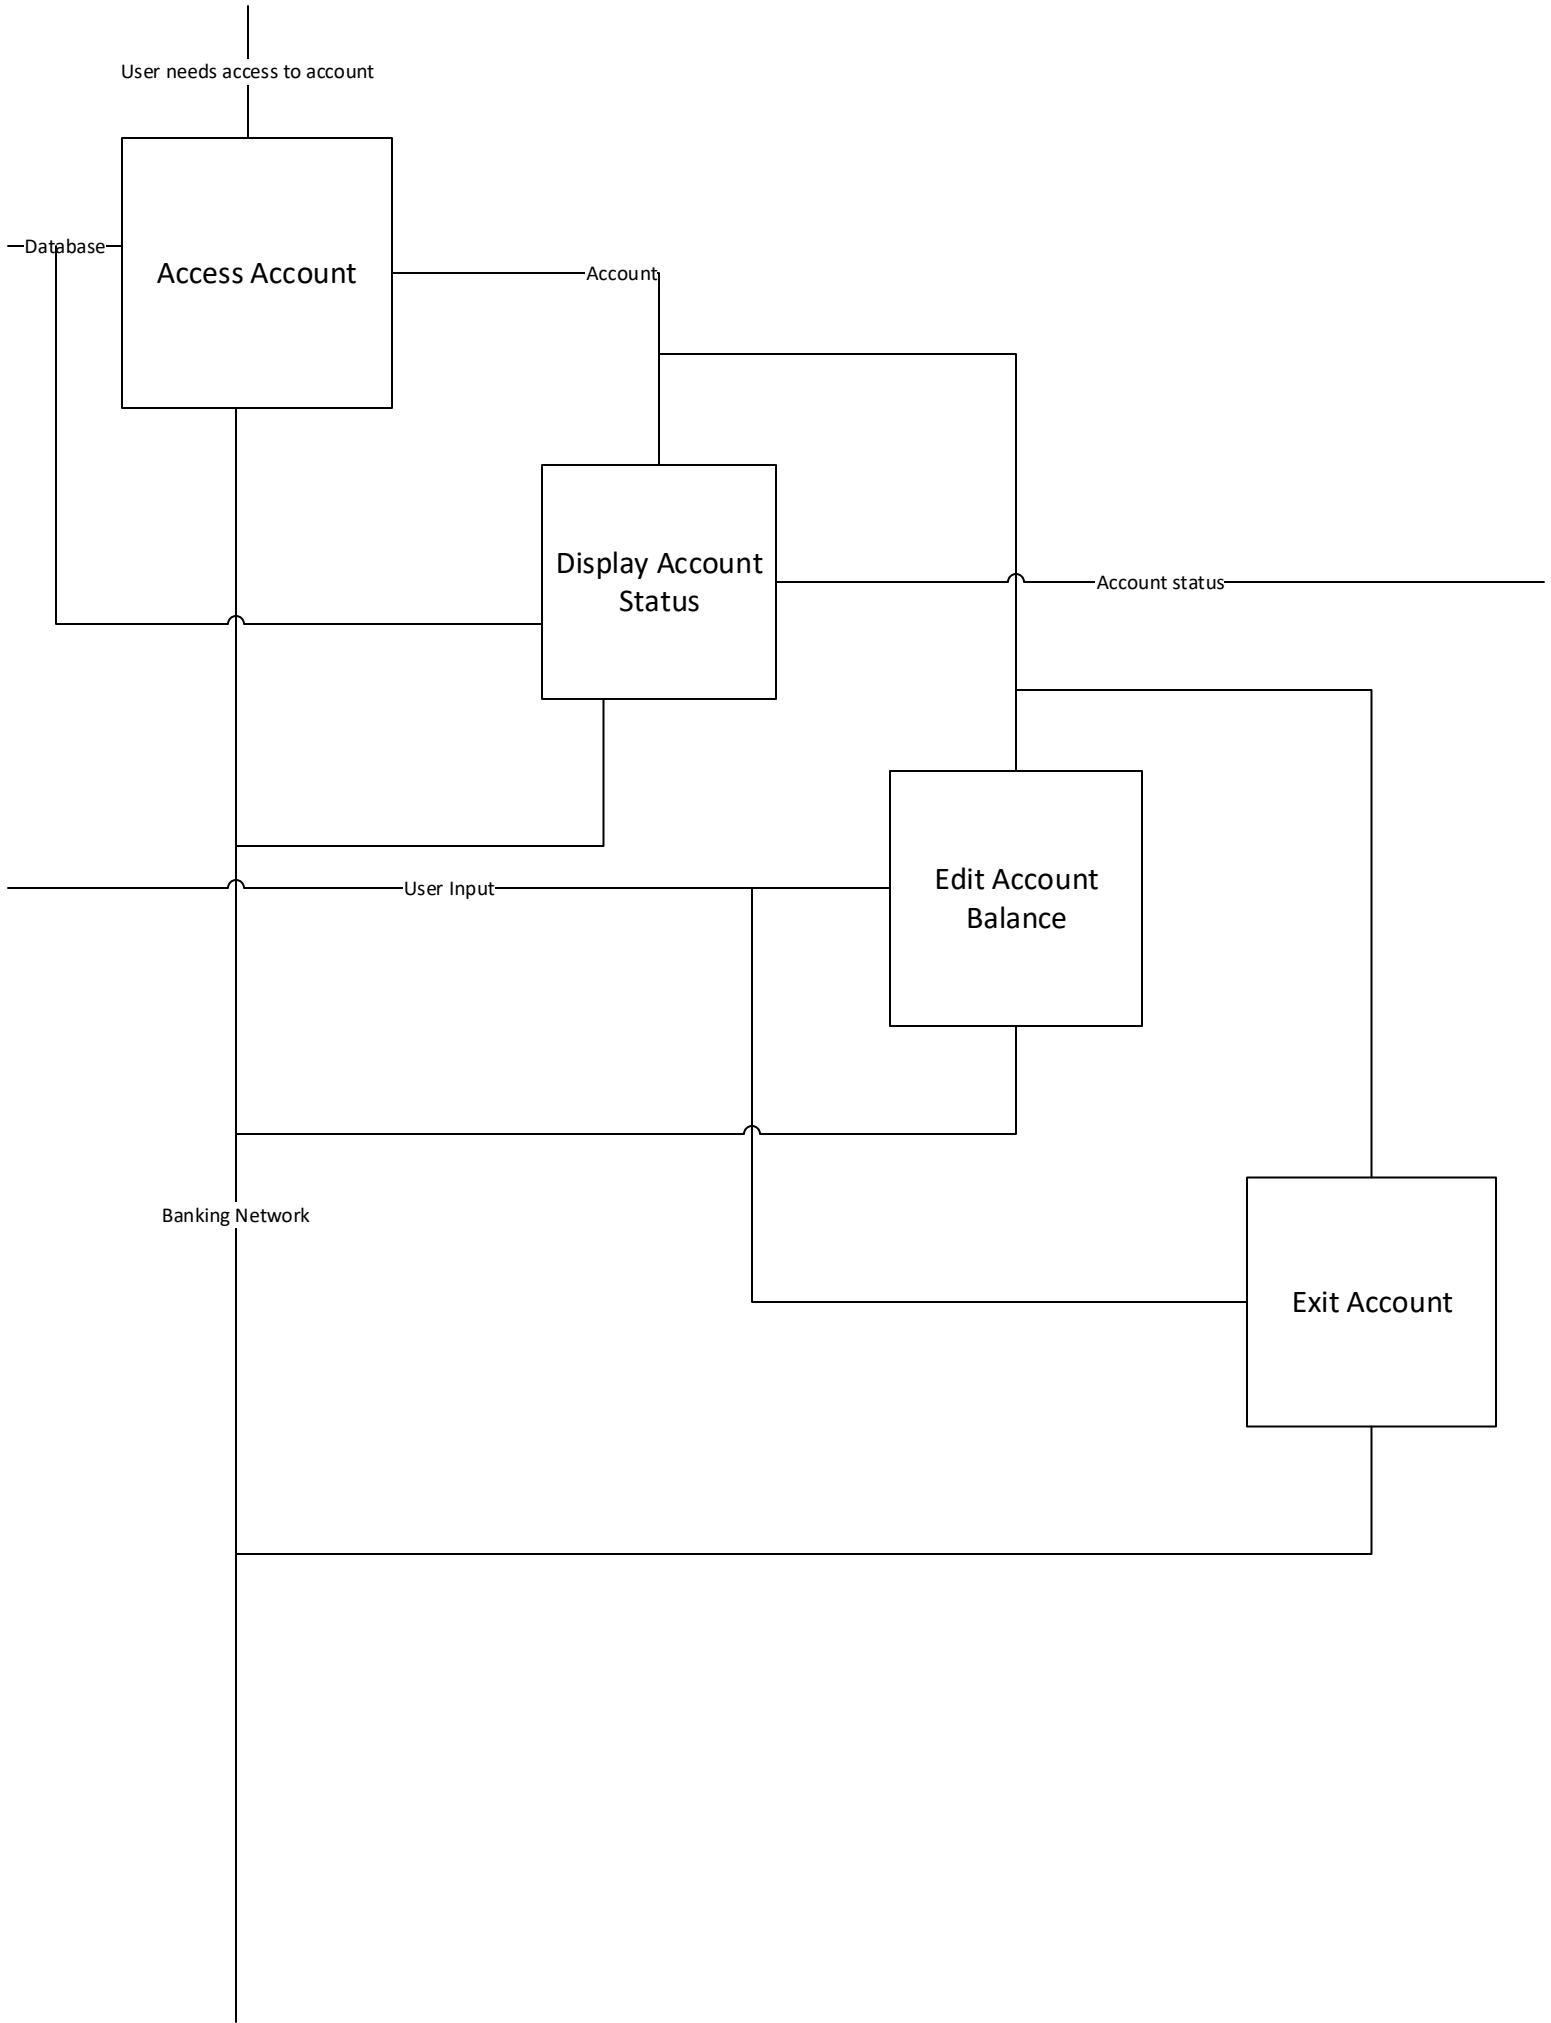 User needs access to account
Database
Access Account
Account
Display Account
Status
Account status
User Input
Edit Account
Balance
Banking Network
Exit Account